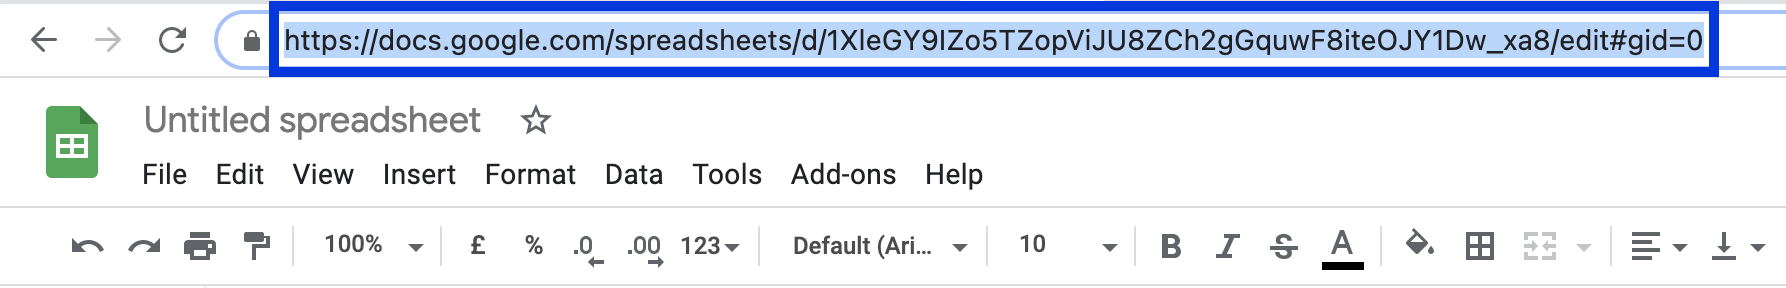 https://docs.google.com/spreadsheets/d/1XleGY9IZo5TZopViJU8ZCh2gGquwF8iteOJY1Dw_xa8/edit#gid=0
Untitled spreadsheet
File Edit View Insert Format Data Tools Add-ons Help
100% £ % .0 .00 123 Default (Ari... 10 B I S A